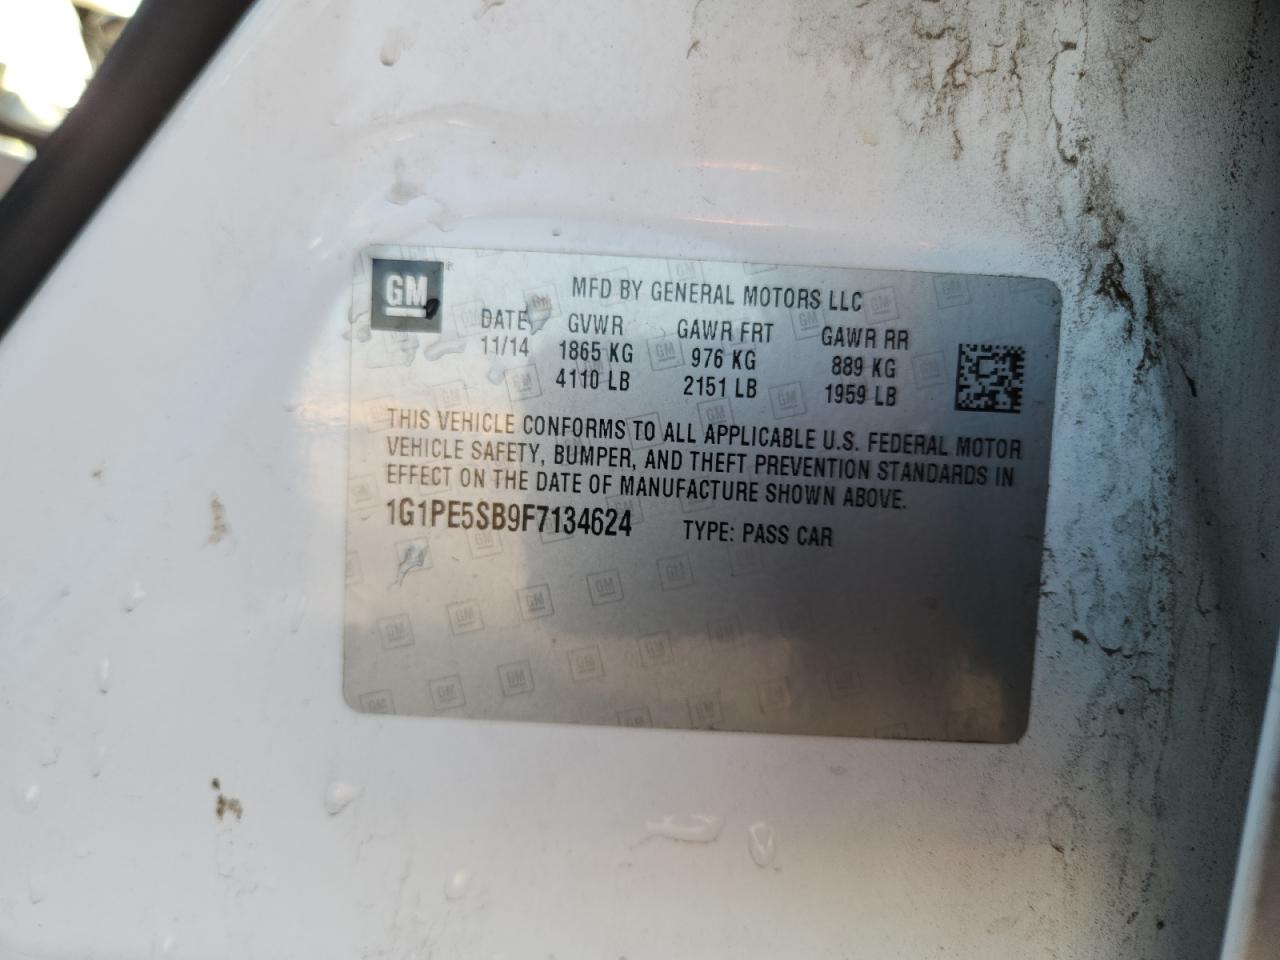 GM
MFD BY GENERAL MOTORS LLC
DATE GVWR GAWR FRT GAWR RR
11/14 1865 KG 976 KG 889 KG
4110 LB 2151 LB 1959 LB
THIS VEHICLE CONFORMS TO ALL APPLICABLE U.S. FEDERAL MOTOR
VEHICLE SAFETY, BUMPER, AND THEFT PREVENTION STANDARDS IN
EFFECT ON THE DATE OF MANUFACTURE SHOWN ABOVE.
1G1PE5SB9F7134624 TYPE: PASS CAR